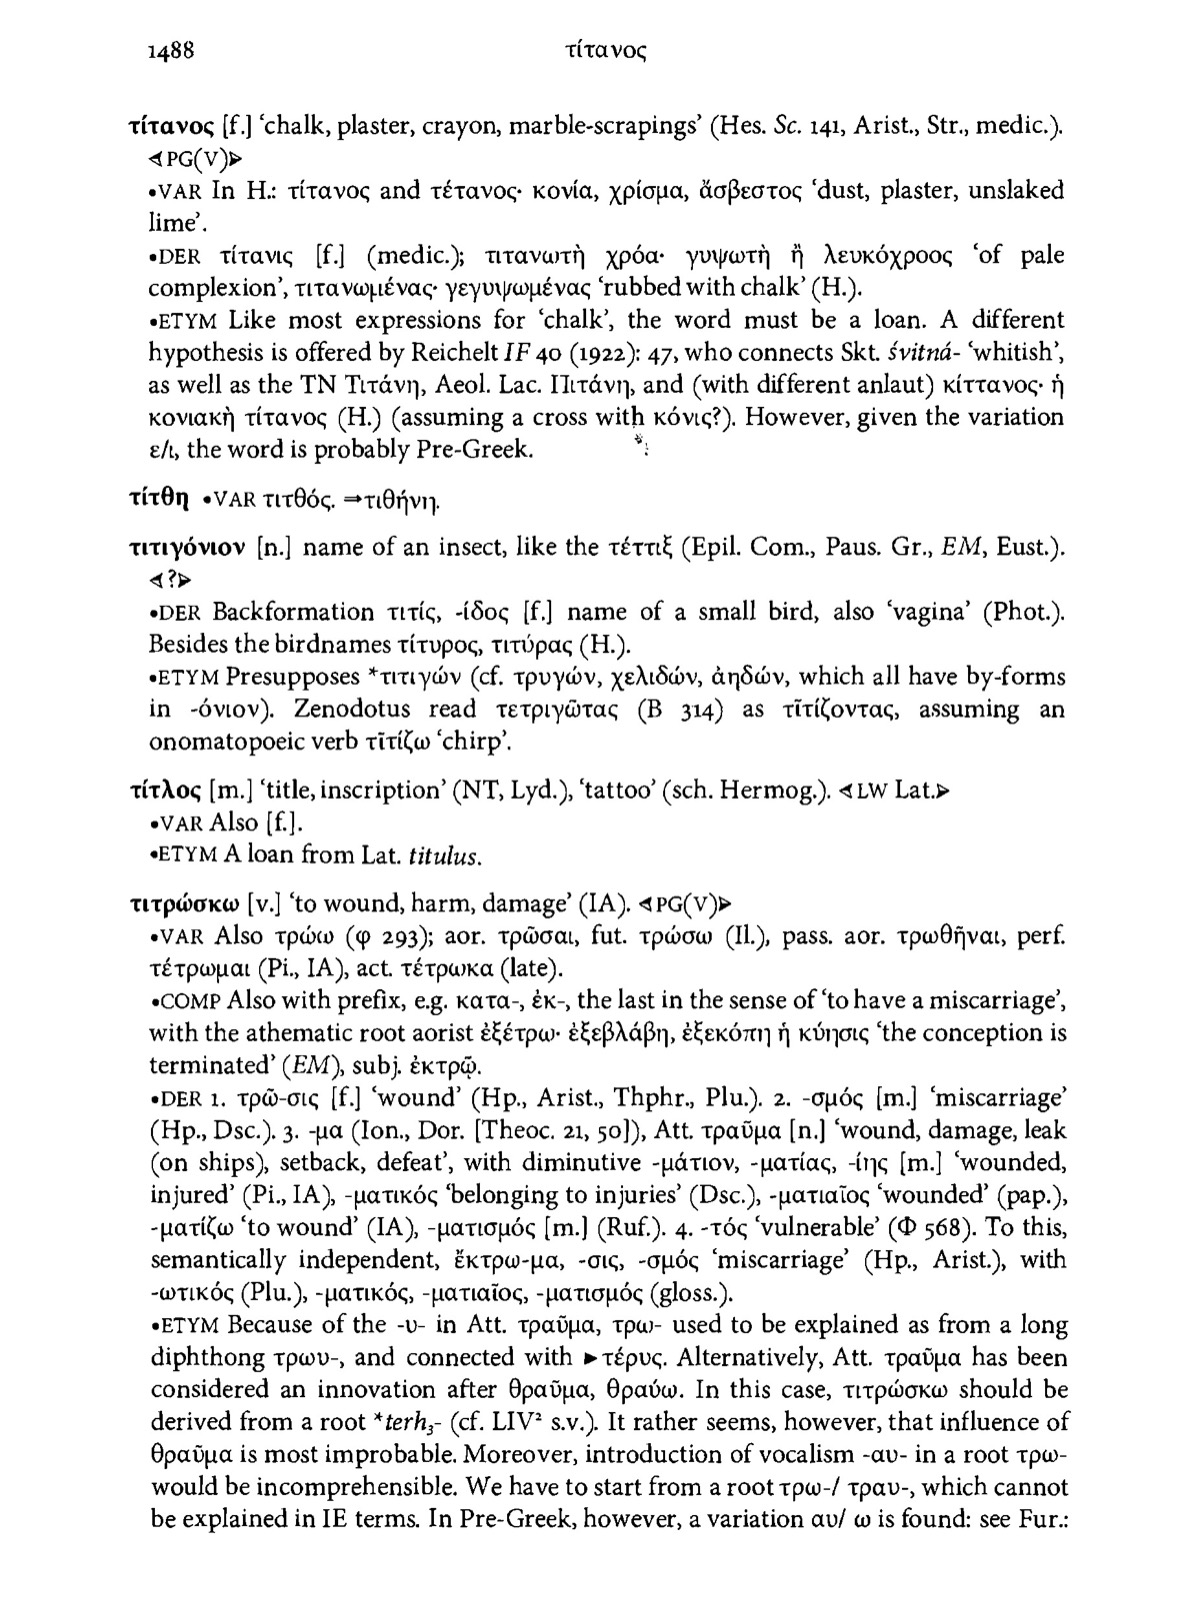 1488 τίτανος
τίτανος [f.] ‘chalk, plaster, crayon, marble-scrapings’ (Hes. Sc. 141, Arist., Str., medic.).
⊲PG(V)⊳
•VAR In H.: τίτανος and τέτανος· κονία, χρίσμα, ἄσβεστος ‘dust, plaster, unslaked
lime’.
•DER τίτανις [f.] (medic.); τιτανωτὴ χρόα· γυψωτὴ ἢ λευκόχροος ‘of pale
complexion’, τιτανωμένας· γεγυψωμένας ‘rubbed with chalk’ (H.).
•ETYM Like most expressions for ‘chalk’, the word must be a loan. A different
hypothesis is offered by Reichelt IF 40 (1922): 47, who connects Skt. śvitná- ‘whitish’,
as well as the TN Τιτάνη, Aeol. Lac. Πιτάνη, and (with different anlaut) κίττανος· ἡ
κονιακὴ τίτανος (H.) (assuming a cross with κόνις?). However, given the variation
ε/ι, the word is probably Pre-Greek.
τίτθη •VAR τιτθός. ⇒τιθήνη.
τιτιγόνιον [n.] name of an insect, like the τέττιξ (Epil. Com., Paus. Gr., EM, Eust.).
⊲?⊳
•DER Backformation τιτίς, -ίδος [f.] name of a small bird, also ‘vagina’ (Phot.).
Besides the birdnames τίτυρος, τιτύρας (H.).
•ETYM Presupposes *τιτιγών (cf. τρυγών, χελιδών, ἀηδών, which all have by-forms
in -όνιον). Zenodotus read τετριγῶτας (Β 314) as τῑτίζοντας, assuming an
onomatopoeic verb τῑτίζω ‘chirp’.
τίτλος [m.] ‘title, inscription’ (NT, Lyd.), ‘tattoo’ (sch. Hermog.). ⊲LW Lat.⊳
•VAR Also [f.].
•ETYM A loan from Lat. titulus.
τιτρώσκω [v.] ‘to wound, harm, damage’ (IA). ⊲PG(V)⊳
•VAR Also τρώω (φ 293); aor. τρῶσαι, fut. τρώσω (Il.), pass. aor. τρωθῆναι, perf.
τέτρωμαι (Pi., IA), act. τέτρωκα (late).
•COMP Also with prefix, e.g. κατα-, ἐκ-, the last in the sense of ‘to have a miscarriage’,
with the athematic root aorist ἐξέτρω· ἐξεβλάβη, ἐξεκόπη ἡ κύησις ‘the conception is
terminated’ (EM), subj. ἐκτρῷ.
•DER 1. τρῶ-σις [f.] ‘wound’ (Hp., Arist., Thphr., Plu.). 2. -σμός [m.] ‘miscarriage’
(Hp., Dsc.). 3. -μα (Ion., Dor. [Theoc. 21, 50]), Att. τραῦμα [n.] ‘wound, damage, leak
(on ships), setback, defeat’, with diminutive -μάτιον, -ματίας, -ίης [m.] ‘wounded,
injured’ (Pi., IA), -ματικός ‘belonging to injuries’ (Dsc.), -ματιαῖος ‘wounded’ (pap.),
-ματίζω ‘to wound’ (IA), -ματισμός [m.] (Ruf.). 4. -τός ‘vulnerable’ (Φ 568). To this,
semantically independent, ἔκτρω-μα, -σις, -σμός ‘miscarriage’ (Hp., Arist.), with
-ωτικός (Plu.), -ματικός, -ματιαῖος, -ματισμός (gloss.).
•ETYM Because of the -υ- in Att. τραῦμα, τρω- used to be explained as from a long
diphthong τρωυ-, and connected with ►τέρυς. Alternatively, Att. τραῦμα has been
considered an innovation after θραῦμα, θραύω. In this case, τιτρώσκω should be
derived from a root *terh₃- (cf. LIV² s.v.). It rather seems, however, that influence of
θραῦμα is most improbable. Moreover, introduction of vocalism -αυ- in a root τρω-
would be incomprehensible. We have to start from a root τρω-/ τραυ-, which cannot
be explained in IE terms. In Pre-Greek, however, a variation αυ/ ω is found: see Fur.: